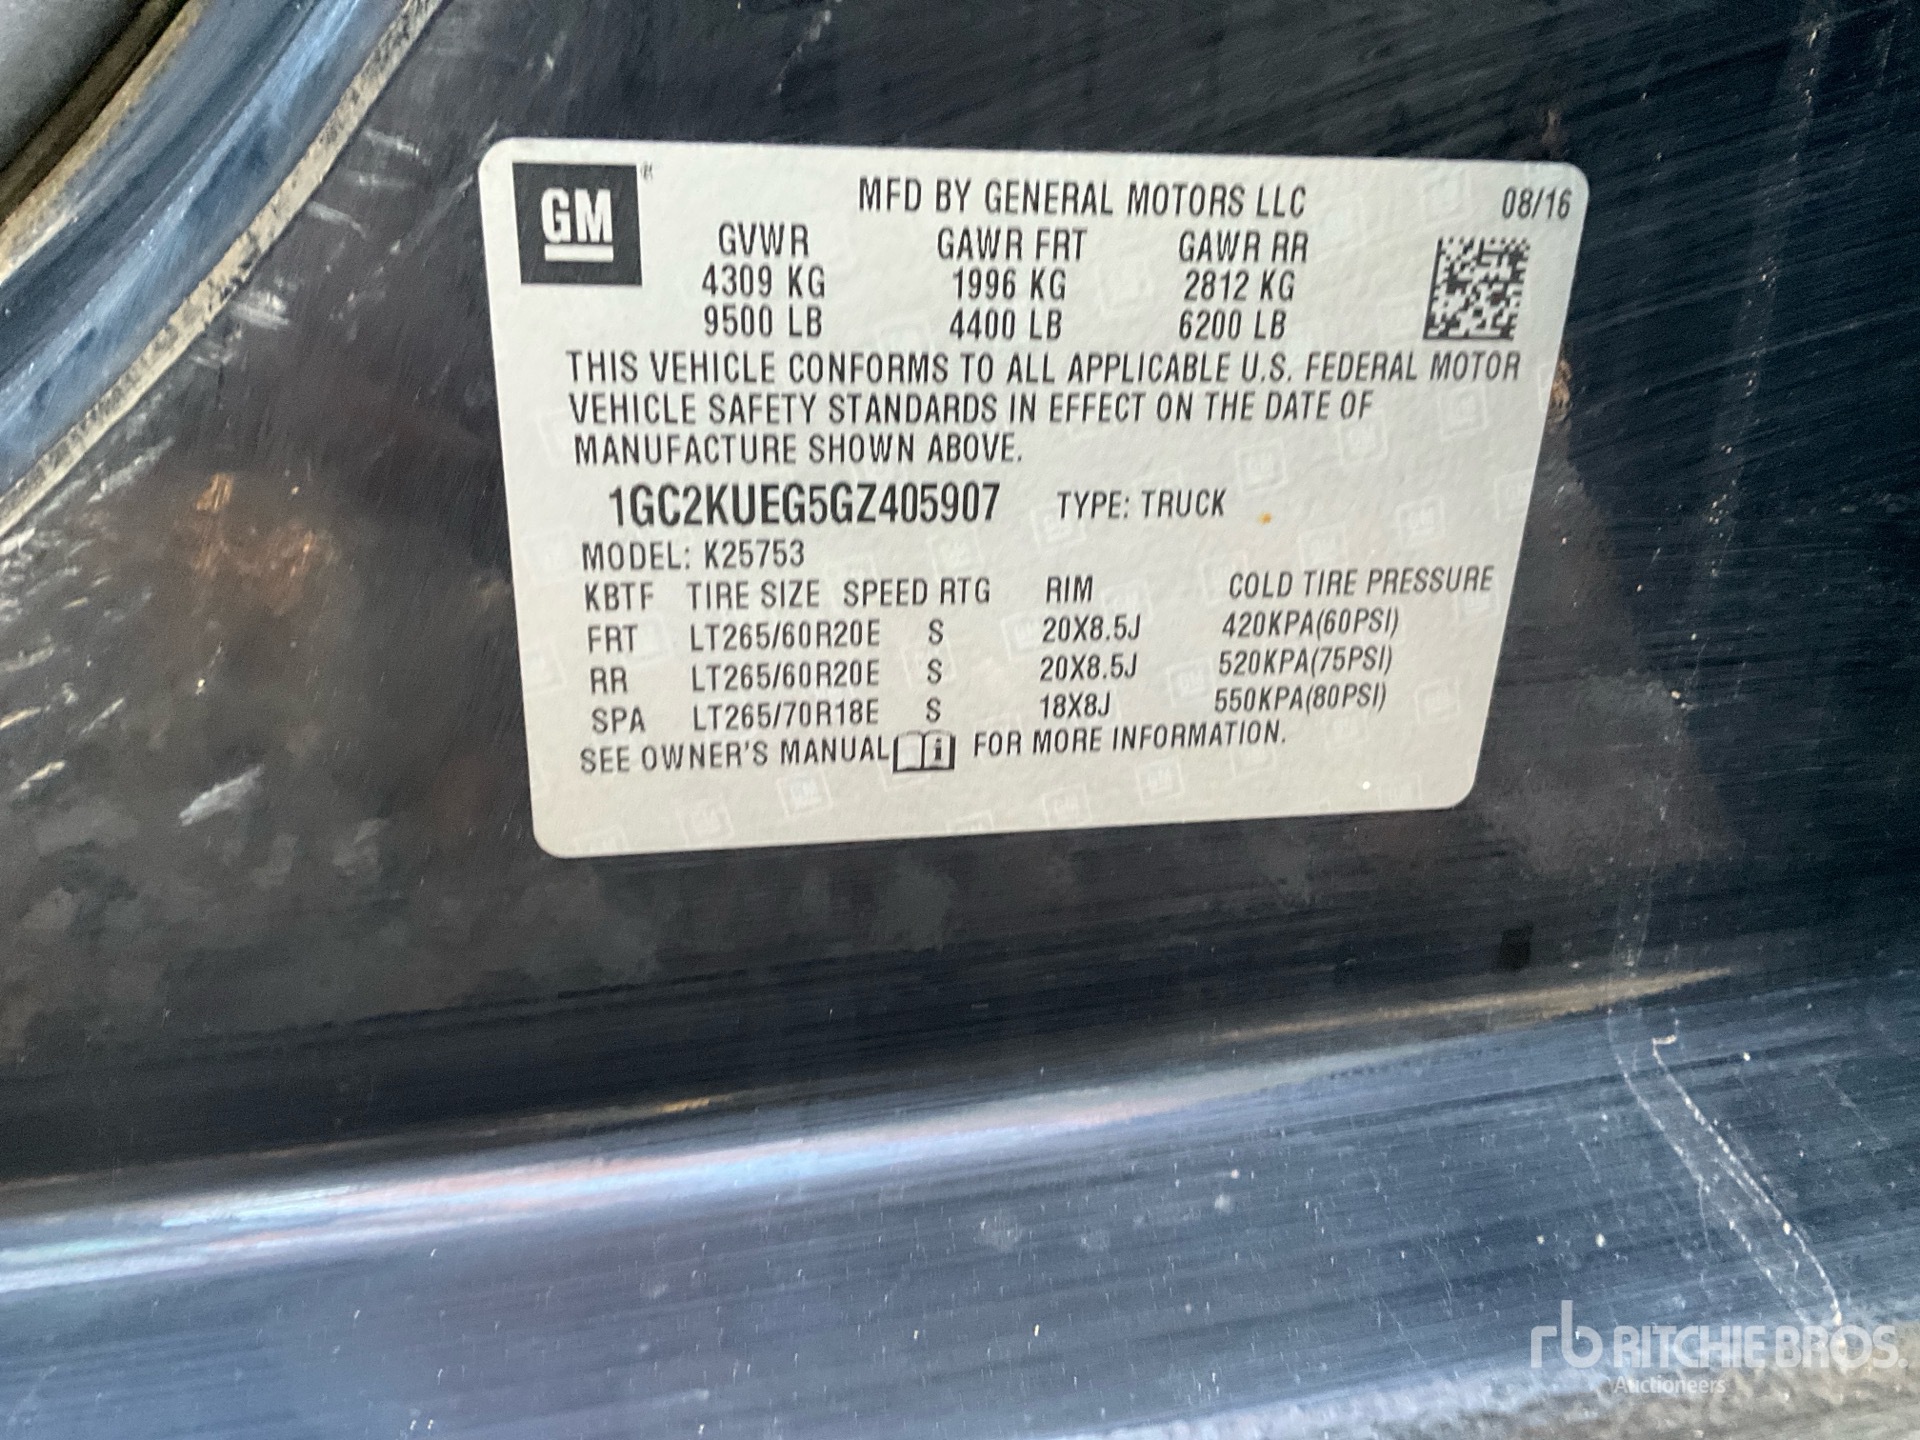 GM®
MFD BY GENERAL MOTORS LLC 08/16
GVWR GAWR FRT GAWR RR
4309 KG 1996 KG 2812 KG
9500 LB 4400 LB 6200 LB
THIS VEHICLE CONFORMS TO ALL APPLICABLE U.S. FEDERAL MOTOR
VEHICLE SAFETY STANDARDS IN EFFECT ON THE DATE OF
MANUFACTURE SHOWN ABOVE.
1GC2KUEG5GZ405907 TYPE: TRUCK
MODEL: K25753
KBTF TIRE SIZE SPEED RTG RIM COLD TIRE PRESSURE
FRT LT265/60R20E S 20X8.5J 420KPA(60PSI)
RR LT265/60R20E S 20X8.5J 520KPA(75PSI)
SPA LT265/70R18E S 18X8J 550KPA(80PSI)
SEE OWNER'S MANUAL FOR MORE INFORMATION.
rb RITCHIE BROS.
Auctioneers